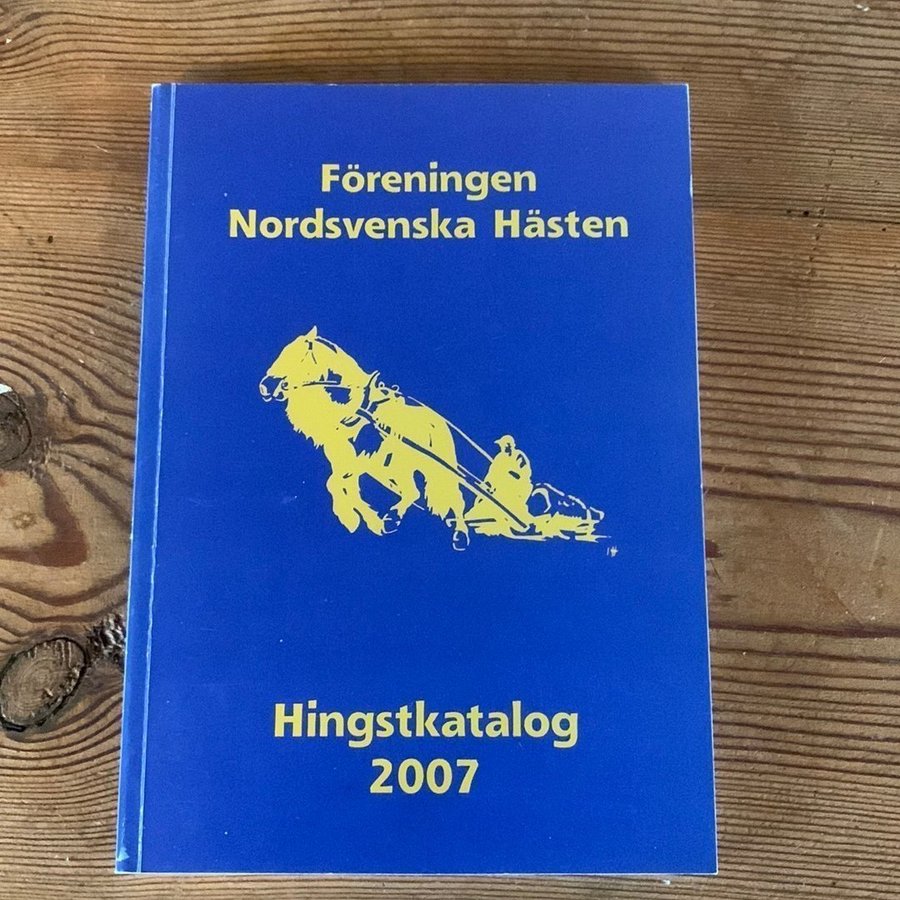 Föreningen
Nordsvenska Hästen
Hingstkatalog
2007